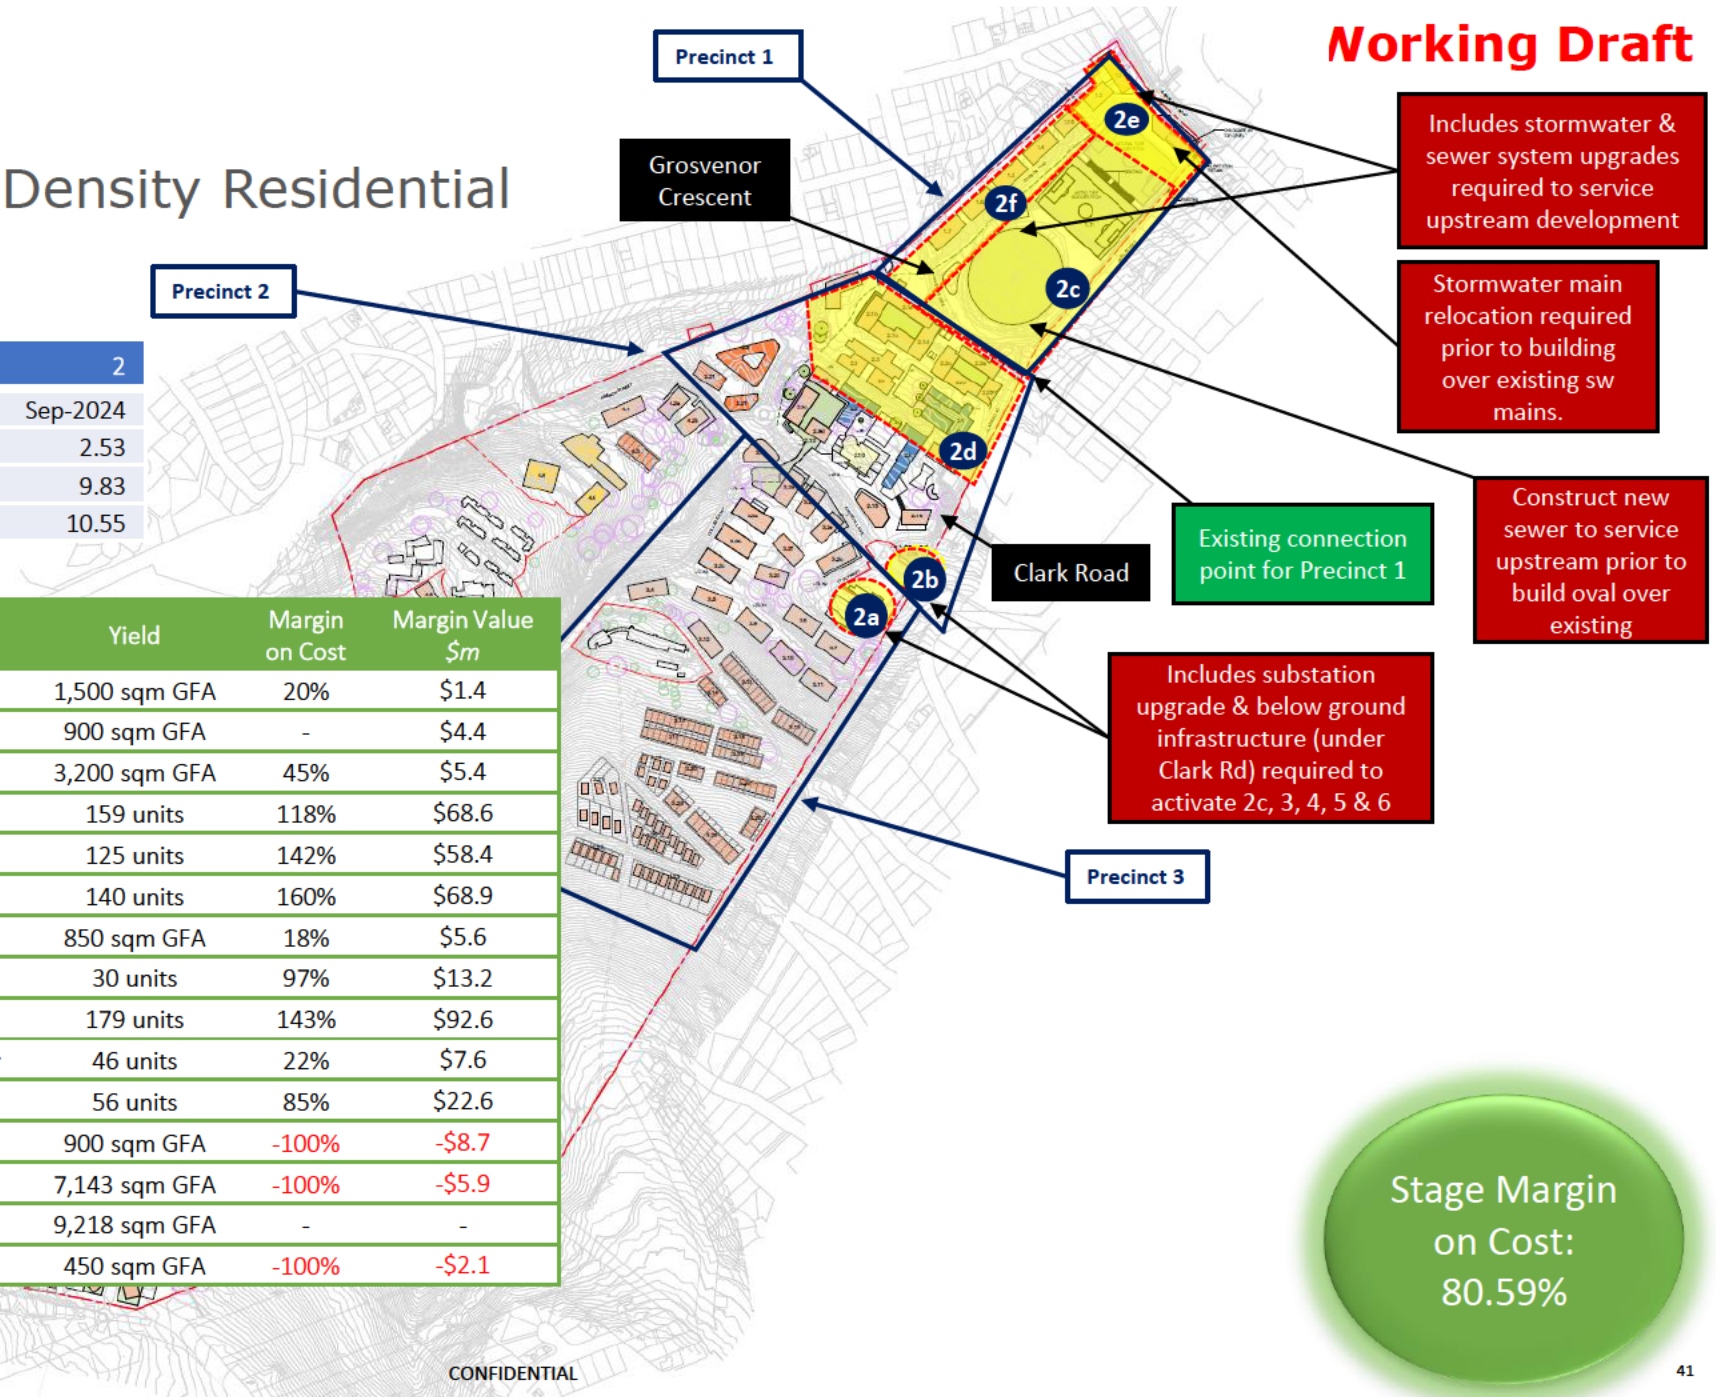 Working Draft
Density Residential
Precinct 1
Grosvenor
Crescent
Precinct 2
2e
2f
2c
2d
2b
2a
Includes stormwater &
sewer system upgrades
required to service
upstream development
Stormwater main
relocation required
prior to building
over existing sw
mains.
Construct new
sewer to service
upstream prior to
build oval over
existing
Existing connection
point for Precinct 1
Clark Road
Includes substation
upgrade & below ground
infrastructure (under
Clark Rd) required to
activate 2c, 3, 4, 5 & 6
Precinct 3
2
Sep-2024
2.53
9.83
10.55
Yield Margin on Cost Margin Value $m
1,500 sqm GFA 20% $1.4
900 sqm GFA - $4.4
3,200 sqm GFA 45% $5.4
159 units 118% $68.6
125 units 142% $58.4
140 units 160% $68.9
850 sqm GFA 18% $5.6
30 units 97% $13.2
179 units 143% $92.6
46 units 22% $7.6
56 units 85% $22.6
900 sqm GFA -100% -$8.7
7,143 sqm GFA -100% -$5.9
9,218 sqm GFA - -
450 sqm GFA -100% -$2.1
Stage Margin
on Cost:
80.59%
CONFIDENTIAL
41